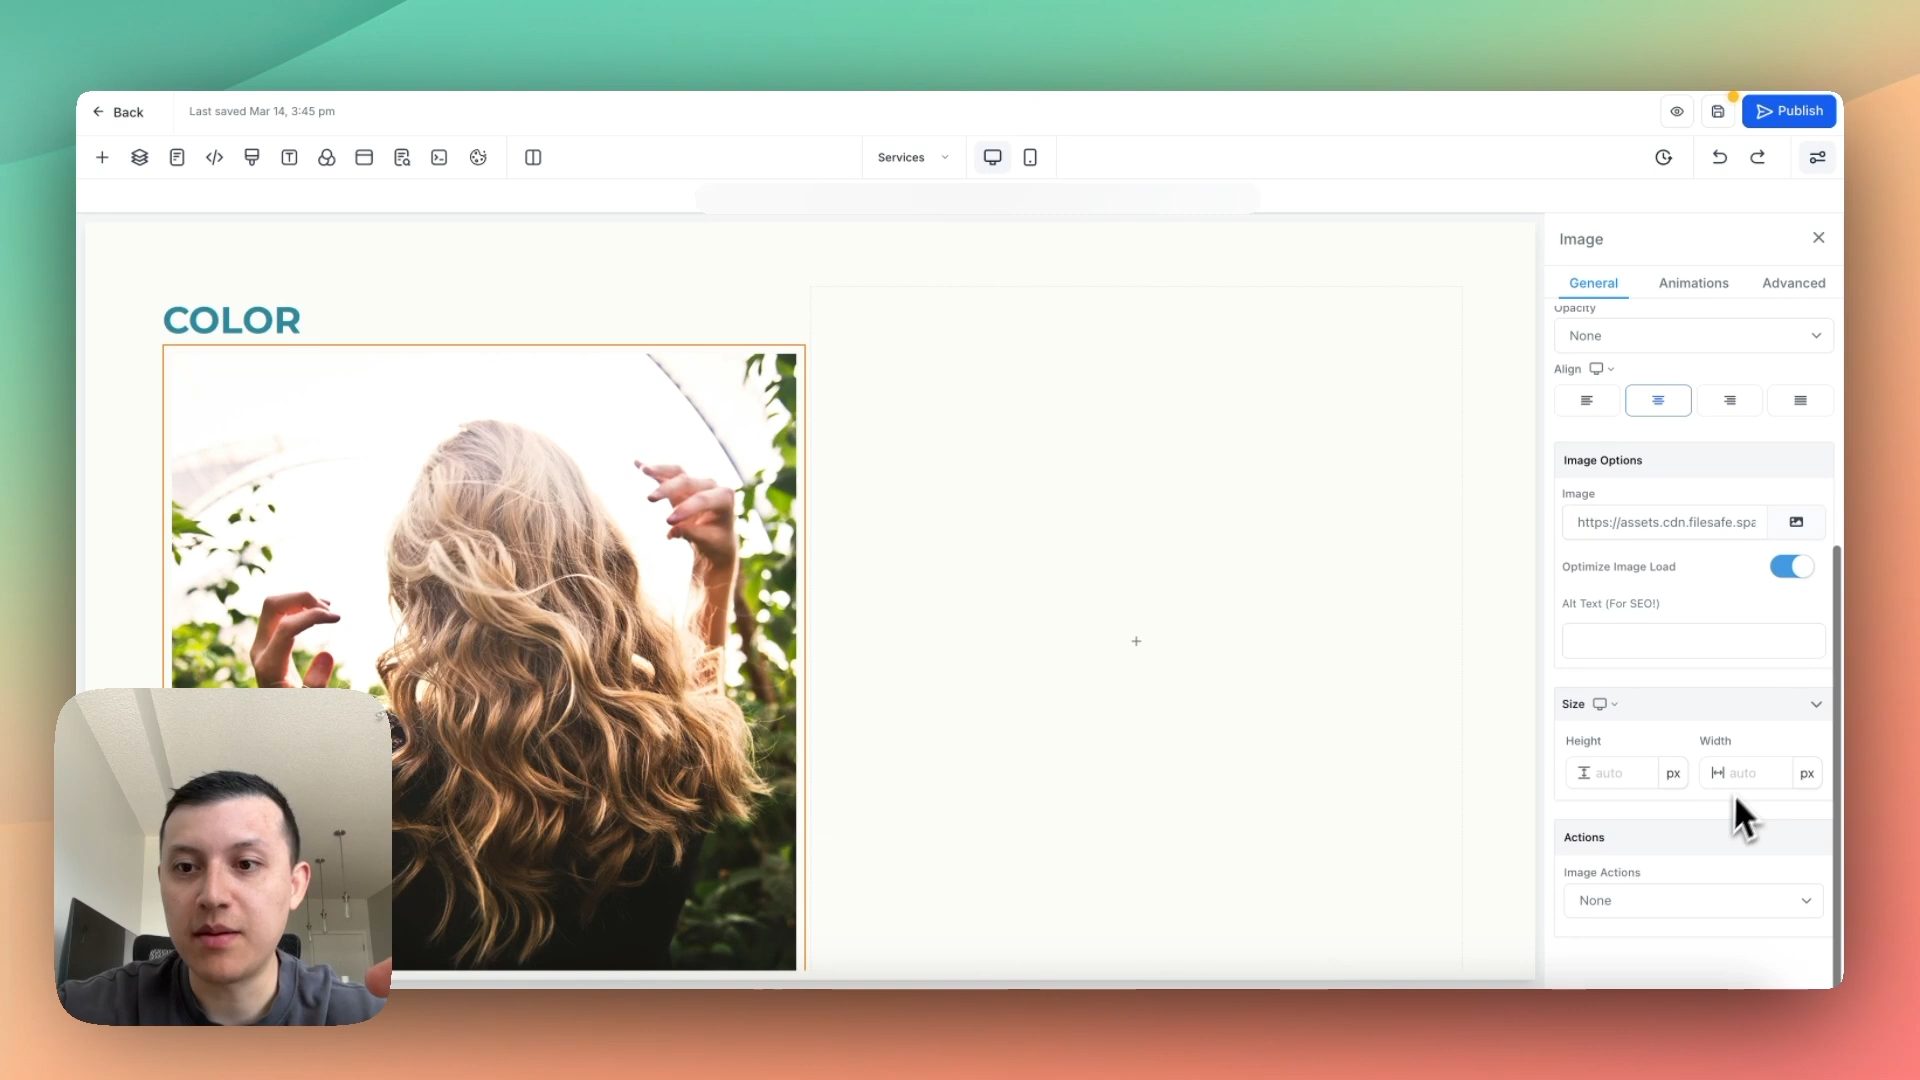 Back
Last saved Mar 14, 3:45 pm
Publish
Services
Image
General
Animations
Advanced
COLOR
Opacity
None
Align
Image Options
Image
https://assets.cdn.filesafe.spa
Optimize Image Load
Alt Text (For SEO!)
Size
Height
Width
auto
px
auto
px
Actions
Image Actions
None